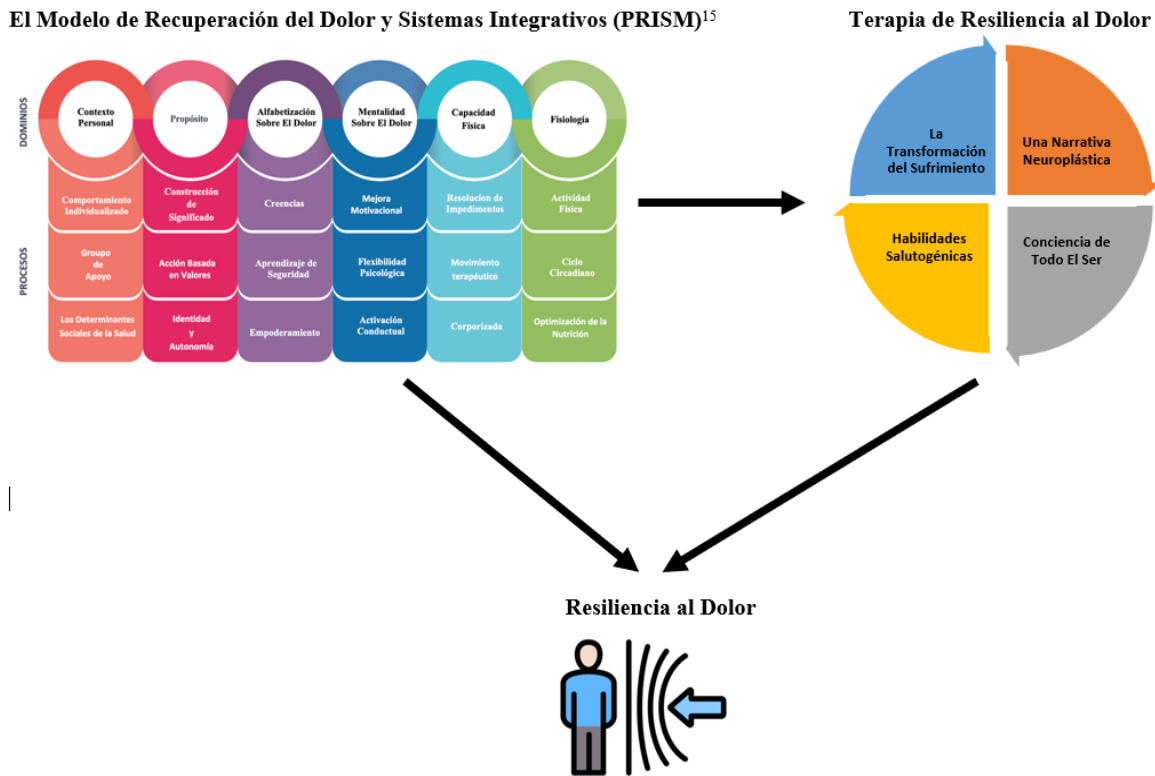 El Modelo de Recuperación del Dolor y Sistemas Integrativos (PRISM)15
Terapia de Resiliencia al Dolor
DOMINIOS
Contexto
Personal
Propósito
Alfabetización
Sobre El Dolor
Mentalidad
Sobre El Dolor
Capacidad
Física
Fisiología
PROCESOS
Comportamiento
Individualizado
Construcción
de
Significado
Creencias
Mejora
Motivacional
Resolucíon de
Impedimentos
Actividad
Física
Groupo
de
Apoyo
Acción Basada
en Valores
Aprendizaje de
Seguridad
Flexibilidad
Psicológica
Movimiento
terapéutico
Ciclo
Circadiano
Los Determinantes
Sociales de la Salud
Identidad
y
Autonomía
Empoderamiento
Activación
Conductual
Corporizada
Optimización de la
Nutrición
La
Transformación
del Sufrimiento
Una Narrativa
Neuroplástica
Habilidades
Salutogénicas
Conciencia de
Todo El Ser
Resiliencia al Dolor